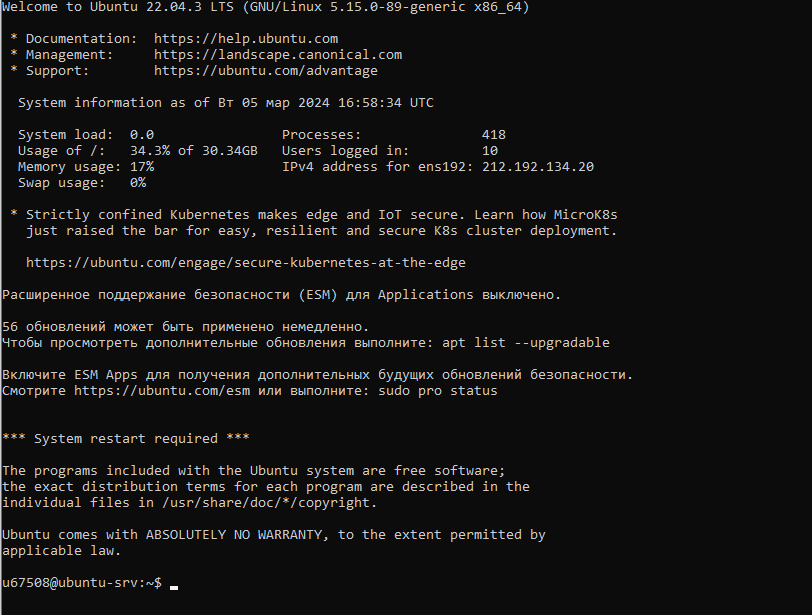 Welcome to Ubuntu 22.04.3 LTS (GNU/Linux 5.15.0-89-generic x86_64)
* Documentation:  https://help.ubuntu.com
* Management:     https://landscape.canonical.com
* Support:        https://ubuntu.com/advantage
System information as of Вт 05 мар 2024 16:58:34 UTC
System load:  0.0                Processes:               418
Usage of /:   34.3% of 30.34GB   Users logged in:         10
Memory usage: 17%                IPv4 address for ens192: 212.192.134.20
Swap usage:   0%
* Strictly confined Kubernetes makes edge and IoT secure. Learn how MicroK8s
just raised the bar for easy, resilient and secure K8s cluster deployment.
https://ubuntu.com/engage/secure-kubernetes-at-the-edge
Расширенное поддержание безопасности (ESM) для Applications выключено.
56 обновлений может быть применено немедленно.
Чтобы просмотреть дополнительные обновления выполните: apt list --upgradable
Включите ESM Apps для получения дополнительных будущих обновлений безопасности.
Смотрите https://ubuntu.com/esm или выполните: sudo pro status
*** System restart required ***
The programs included with the Ubuntu system are free software;
the exact distribution terms for each program are described in the
individual files in /usr/share/doc/*/copyright.
Ubuntu comes with ABSOLUTELY NO WARRANTY, to the extent permitted by
applicable law.
u67508@ubuntu-srv:~$